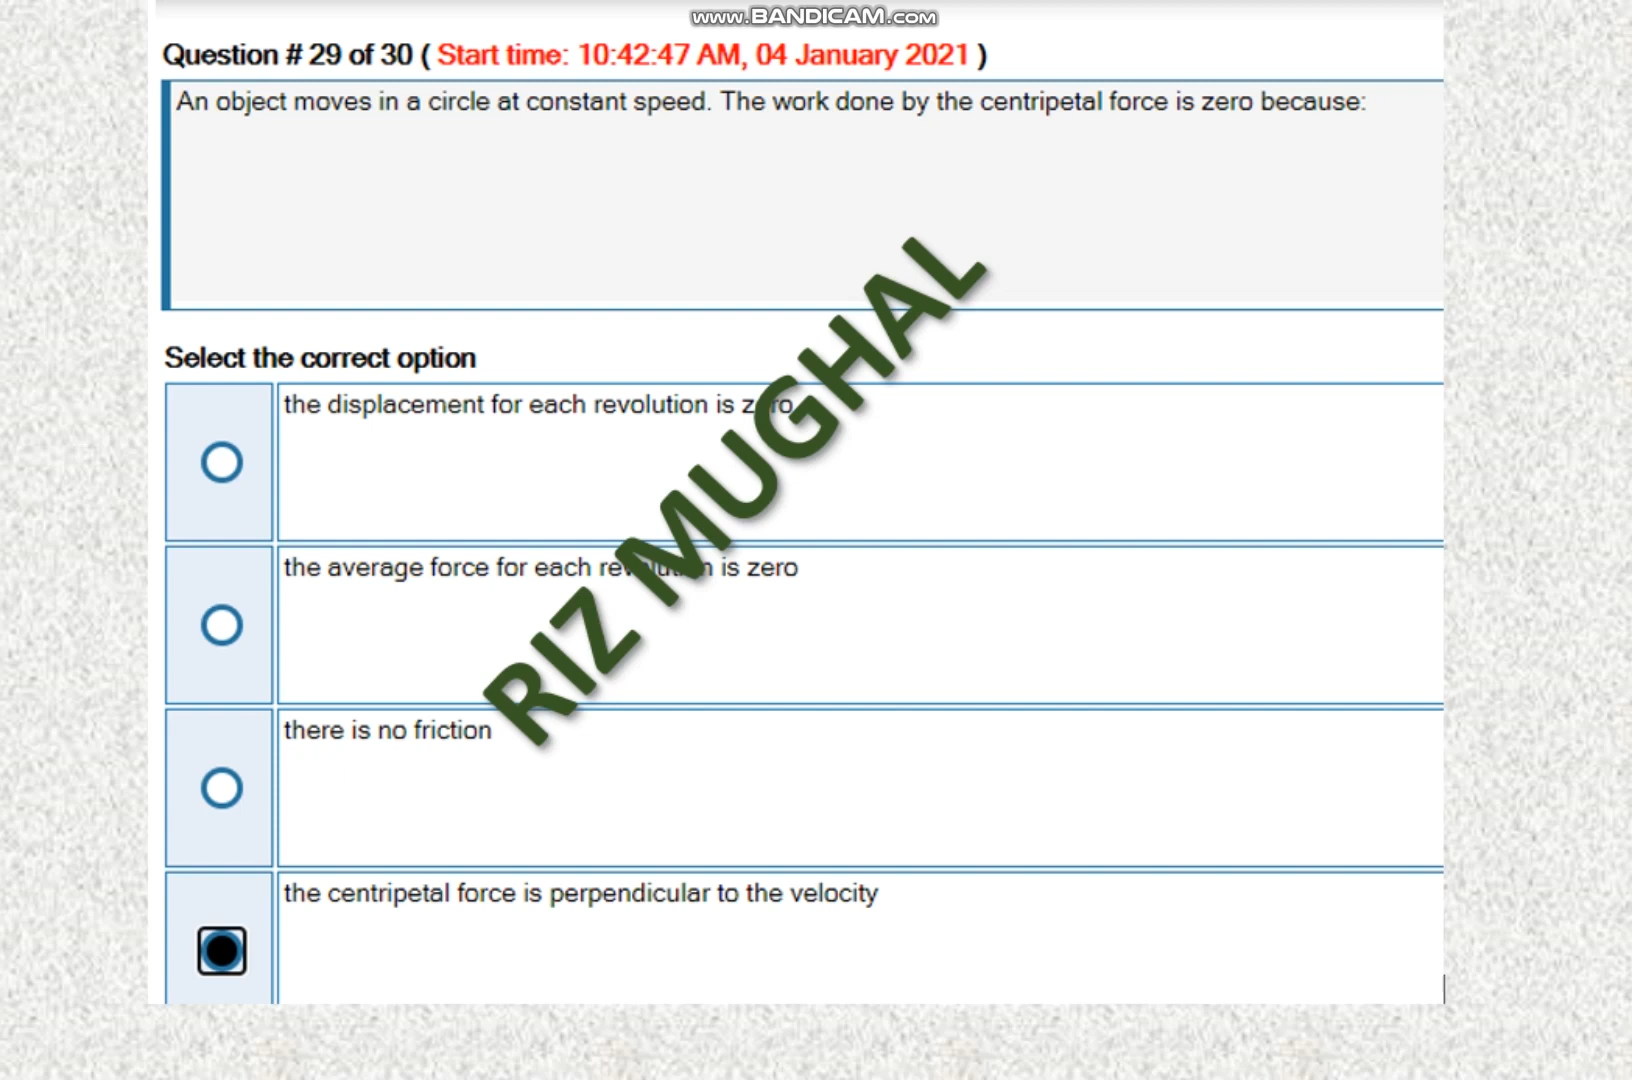 www.BANDICAM.com
Question # 29 of 30 ( Start time: 10:42:47 AM, 04 January 2021 )
An object moves in a circle at constant speed. The work done by the centripetal force is zero because:
Select the correct option
the displacement for each revolution is zero
the average force for each revolution is zero
there is no friction
the centripetal force is perpendicular to the velocity
RIZ MUGHAL